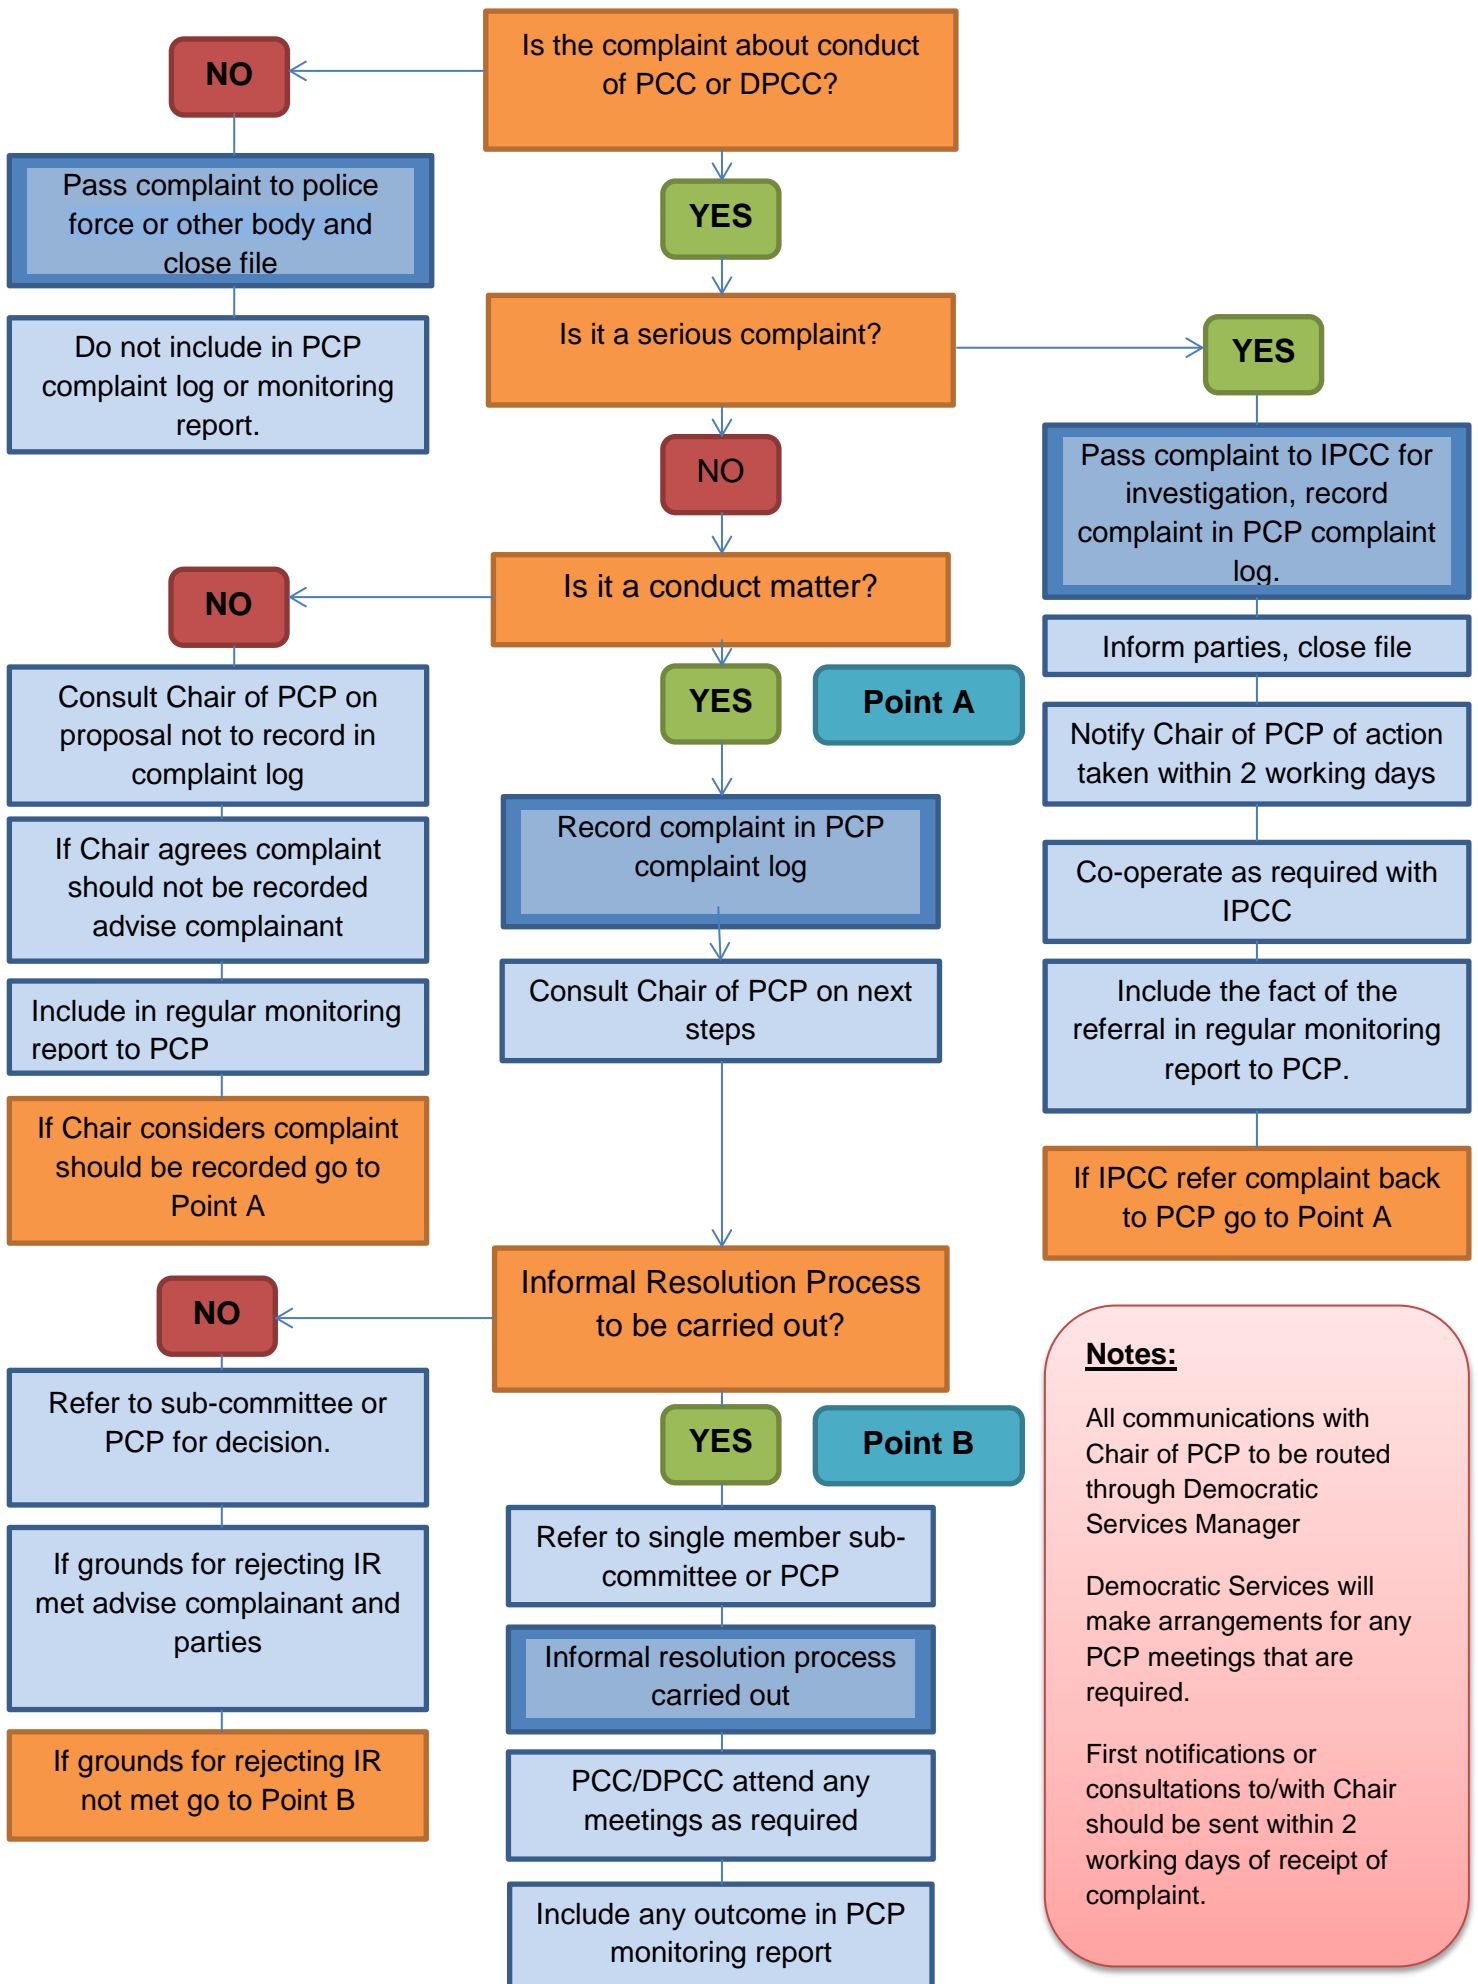 Is the complaint about conduct
of PCC or DPCC?
NO
YES
Pass complaint to police
force or other body and
close file
Do not include in PCP
complaint log or monitoring
report.
Is it a serious complaint?
YES
NO
Pass complaint to IPCC for
investigation, record
complaint in PCP complaint
log.
Inform parties, close file
Notify Chair of PCP of action
taken within 2 working days
Co-operate as required with
IPCC
Include the fact of the
referral in regular monitoring
report to PCP.
If IPCC refer complaint back
to PCP go to Point A
Is it a conduct matter?
NO
Consult Chair of PCP on
proposal not to record in
complaint log
If Chair agrees complaint
should not be recorded
advise complainant
Include in regular monitoring
report to PCP
If Chair considers complaint
should be recorded go to
Point A
YES
Point A
Record complaint in PCP
complaint log
Consult Chair of PCP on next
steps
Informal Resolution Process
to be carried out?
NO
Refer to sub-committee or
PCP for decision.
If grounds for rejecting IR
met advise complainant and
parties
If grounds for rejecting IR
not met go to Point B
YES
Point B
Refer to single member sub-
committee or PCP
Informal resolution process
carried out
PCC/DPCC attend any
meetings as required
Include any outcome in PCP
monitoring report
Notes:
All communications with
Chair of PCP to be routed
through Democratic
Services Manager
Democratic Services will
make arrangements for any
PCP meetings that are
required.
First notifications or
consultations to/with Chair
should be sent within 2
working days of receipt of
complaint.